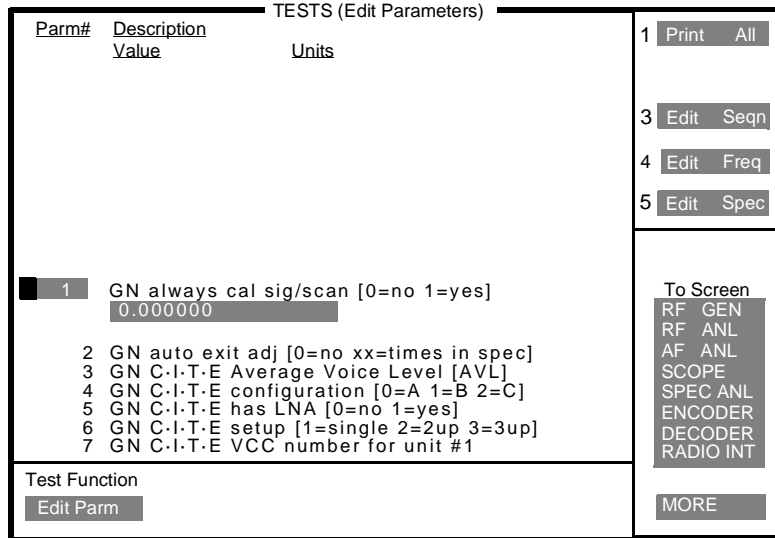 TESTS (Edit Parameters)
Parm# Description
Value Units
1 GN always cal sig/scan [0=no 1=yes]
0.000000
2 GN auto exit adj [0=no xx=times in spec]
3 GN C·I·T·E Average Voice Level [AVL]
4 GN C·I·T·E configuration [0=A 1=B 2=C]
5 GN C·I·T·E has LNA [0=no 1=yes]
6 GN C·I·T·E setup [1=single 2=2up 3=3up]
7 GN C·I·T·E VCC number for unit #1
Test Function
Edit Parm
1 Print All
3 Edit Seqn
4 Edit Freq
5 Edit Spec
To Screen
RF GEN
RF ANL
AF ANL
SCOPE
SPEC ANL
ENCODER
DECODER
RADIO INT
MORE